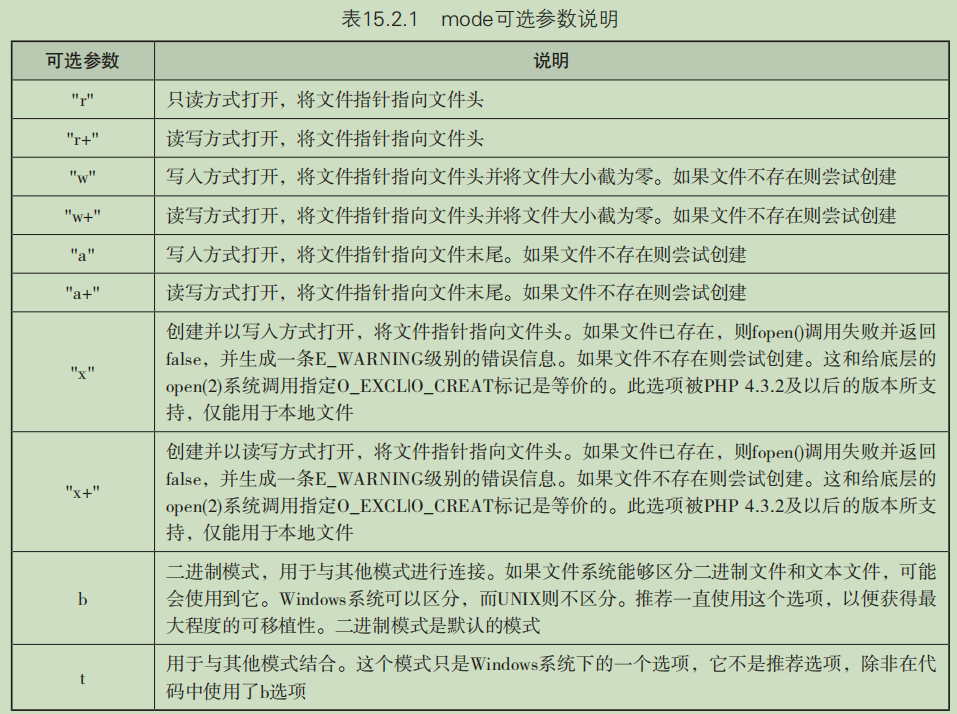 表15.2.1 mode可选参数说明
可选参数 说明
"r" 只读方式打开，将文件指针指向文件头
"r+" 读写方式打开，将文件指针指向文件头
"w" 写入方式打开，将文件指针指向文件头并将文件大小截为零。如果文件不存在则尝试创建
"w+" 读写方式打开，将文件指针指向文件头并将文件大小截为零。如果文件不存在则尝试创建
"a" 写入方式打开，将文件指针指向文件末尾。如果文件不存在则尝试创建
"a+" 读写方式打开，将文件指针指向文件末尾。如果文件不存在则尝试创建
"x"
创建并以写入方式打开，将文件指针指向文件头。如果文件已存在，则fopen()调用失败并返回
false，并生成一条E_WARNING级别的错误信息。如果文件不存在则尝试创建。这和给底层的
open(2)系统调用指定O_EXCL|O_CREAT标记是等价的。此选项被PHP 4.3.2及以后的版本所支
持，仅能用于本地文件
"x+"
创建并以读写方式打开，将文件指针指向文件头。如果文件已存在，则fopen()调用失败并返回
false，并生成一条E_WARNING级别的错误信息。如果文件不存在则尝试创建。这和给底层的
open(2)系统调用指定O_EXCL|O_CREAT标记是等价的。此选项被PHP 4.3.2及以后的版本所支
持，仅能用于本地文件
b
二进制模式，用于与其他模式进行连接。如果文件系统能够区分二进制文件和文本文件，可能
会使用到它。Windows系统可以区分，而UNIX则不区分。推荐一直使用这个选项，以便获得最
大程度的可移植性。二进制模式是默认的模式
t
用于与其他模式结合。这个模式只是Windows系统下的一个选项，它不是推荐选项，除非在代
码中使用了b选项